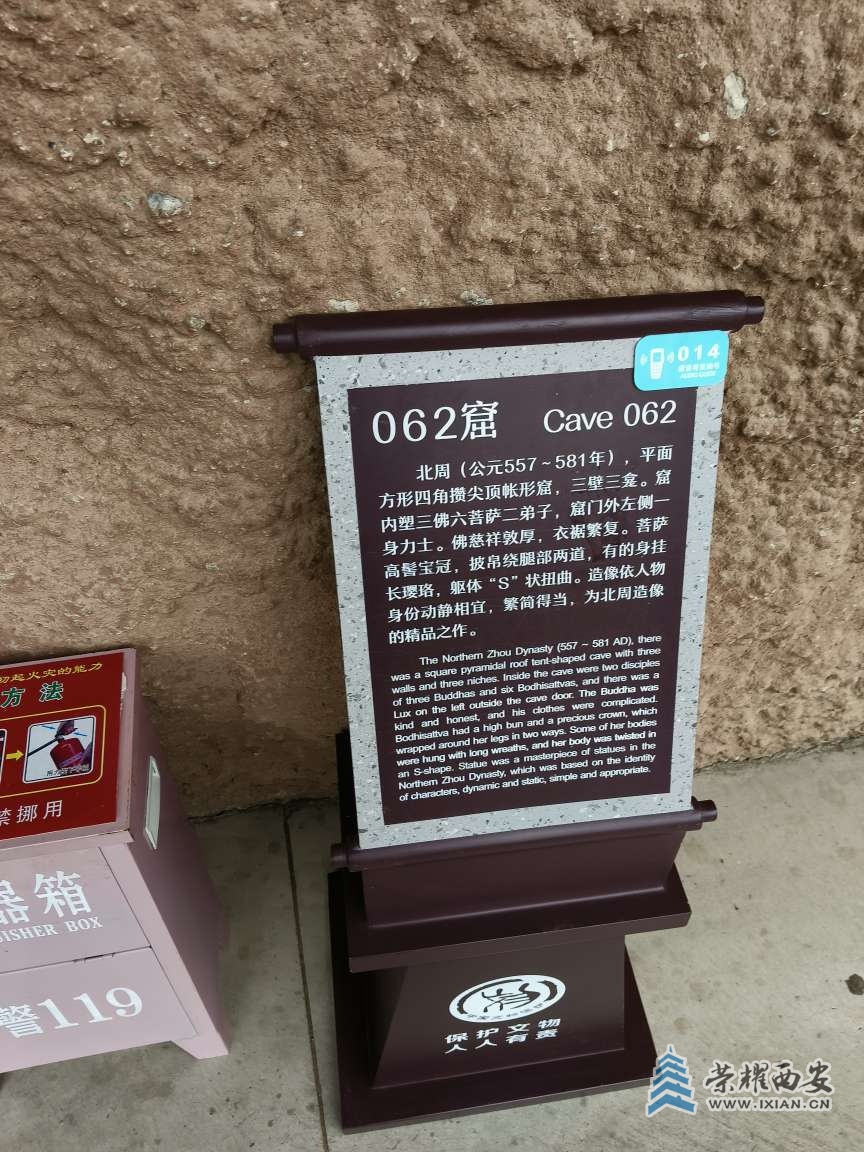 014
AUDIO GUIDE
062窟 Cave 062
北周（公元557～581年），平面
方形四角攒尖顶帐形窟，三壁三龛。窟
内塑三佛六菩萨二弟子，窟门外左侧一
身力士。佛慈祥敦厚，衣裾繁复。菩萨
高髻宝冠，披帛绕腿部两道，有的身挂
长璎珞，躯体“S”状扭曲。造像依人物
身份动静相宜，繁简得当，为北周造像
的精品之作。
The Northern Zhou Dynasty (557 ~ 581 AD), there
was a square pyramidal roof tent-shaped cave with three
walls and three niches. Inside the cave were two disciples
of three Buddhas and six Bodhisattvas, and there was a
Lux on the left outside the cave door. The Buddha was
kind and honest, and his clothes were complicated.
Bodhisattva had a high bun and a precious crown, which
wrapped around her legs in two ways. Some of her bodies
were hung with long wreaths, and her body was twisted in
an S-shape. Statue was a masterpiece of statues in the
Northern Zhou Dynasty, which was based on the identity
of characters, dynamic and static, simple and appropriate.
保护文物
人人有责
初起火灾的能力
方法
禁挪用
器箱
ISHER BOX
警119
荣耀西安
WWW.IXIAN.CN